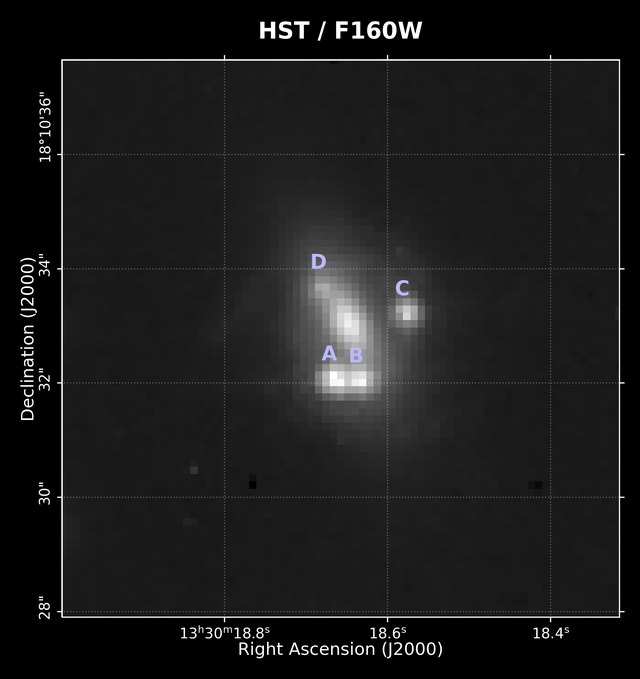 HST / F160W
18°10'36"
34"
32"
30"
28"
Declination (J2000)
D
C
A B
13h30m18.8s
18.6s
18.4s
Right Ascension (J2000)